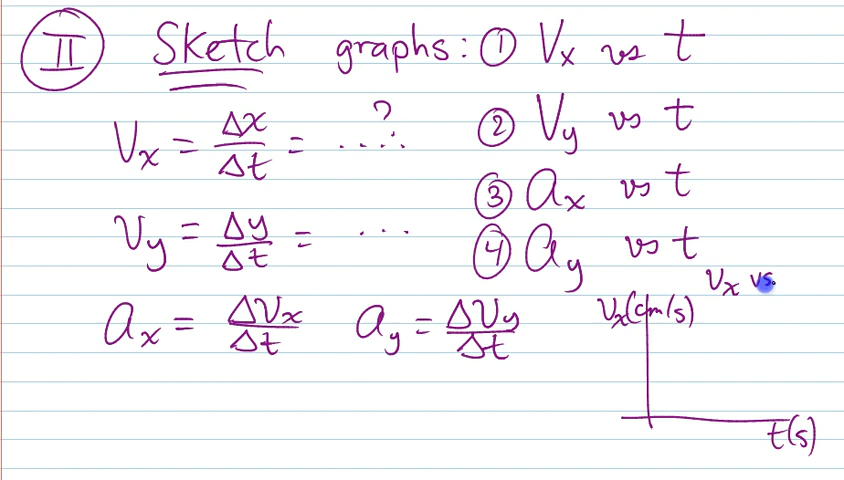 II Sketch graphs: ① Vx vs t
Vx = Δx/Δt = ....? ② Vy vs t
③ ax vs t
Vy = Δy/Δt = ... ④ ay vs t
Vx vs.
ax = ΔVx/Δt ay = ΔVy/Δt Vx(cm/s)
t(s)